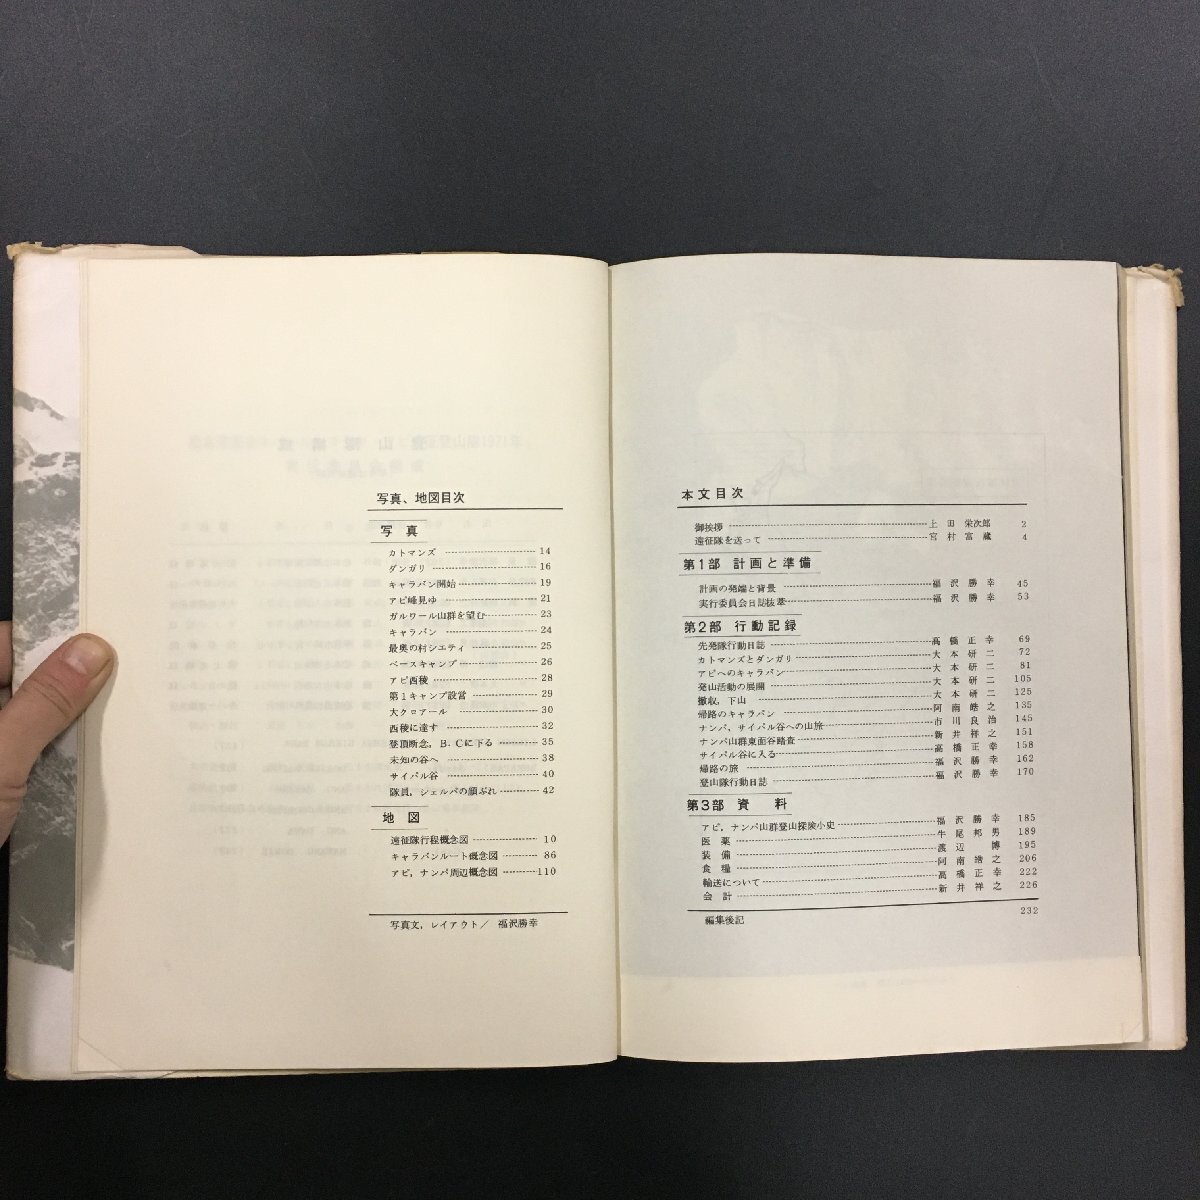 写真、地図目次
写真
カトマンズ 14
ダンガリ 16
キャラバン開始 19
アピ峰見ゆ 21
ガルワール山群を望む 23
キャラバン 24
最奥の村シエティ 25
ベースキャンプ 26
アピ西稜 28
第1キャンプ設営 29
大クロアール 30
西稜に達す 32
登頂断念，B.Cに下る 35
未知の谷へ 38
サイパル谷 40
隊員，シェルパの顔ぶれ 42
地図
遠征隊行程概念図 10
キャラバンルート概念図 86
アピ，ナンパ周辺概念図 110
写真文，レイアウト／ 福沢勝幸
本文目次
御挨拶 上田栄次郎 2
遠征隊を送って 宮村富蔵 4
第1部 計画と準備
計画の発端と背景 福沢勝幸 45
実行委員会日誌抜萃 福沢勝幸 53
第2部 行動記録
先発隊行動日誌 高橋正幸 69
カトマンズとダンガリ 大本研二 72
アピへのキャラバン 大本研二 81
登山活動の展開 大本研二 105
撤収，下山 大本研二 125
帰路のキャラバン 阿南皓之 135
ナンパ，サイパル谷への山旅 市川良治 145
ナンパ山群東面谷踏査 新井祥之 151
サイパル谷に入る 高橋正幸 158
帰路の旅 福沢勝幸 162
登山隊行動日誌 福沢勝幸 170
第3部 資料
アピ，ナンパ山群登山探険小史 福沢勝幸 185
医薬 牛尾邦男 189
装備 渡辺博 195
食糧 阿南皓之 206
輸送について 高橋正幸 222
会計 新井祥之 226
編集後記 232